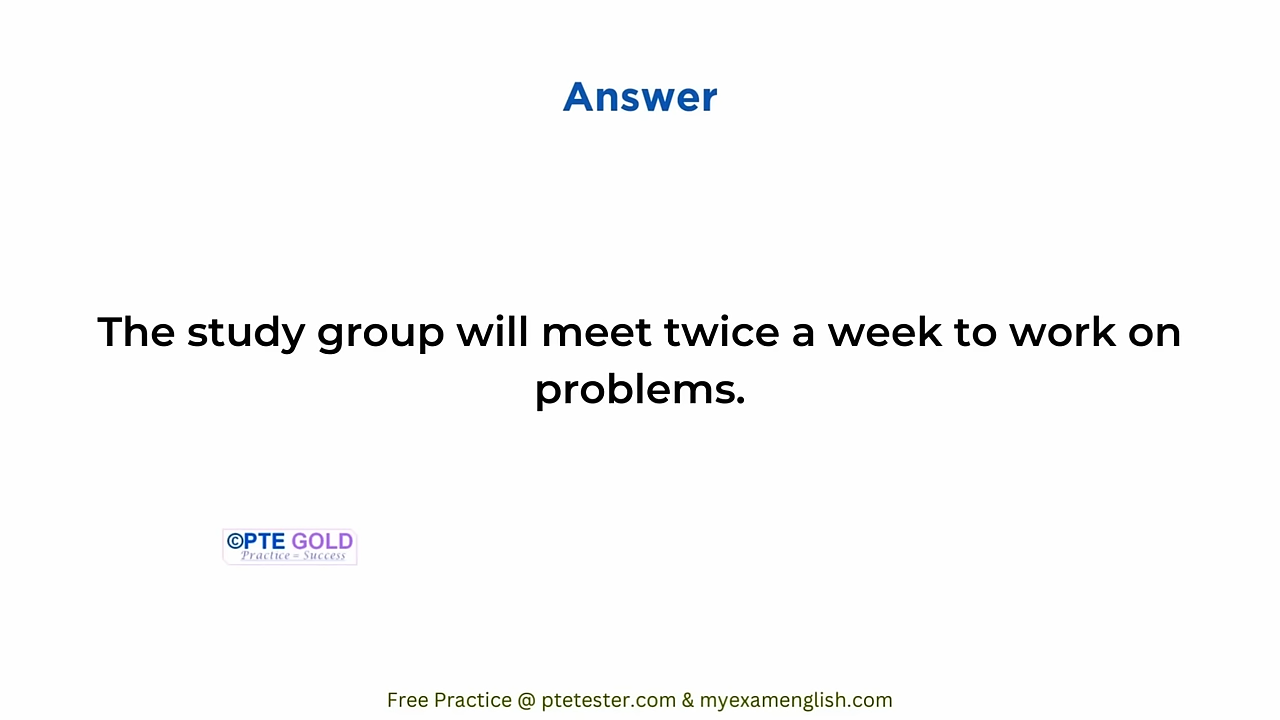 Answer
The study group will meet twice a week to work on
problems.
©PTE GOLD
Practice = Success
Free Practice @ ptetester.com & myexamenglish.com